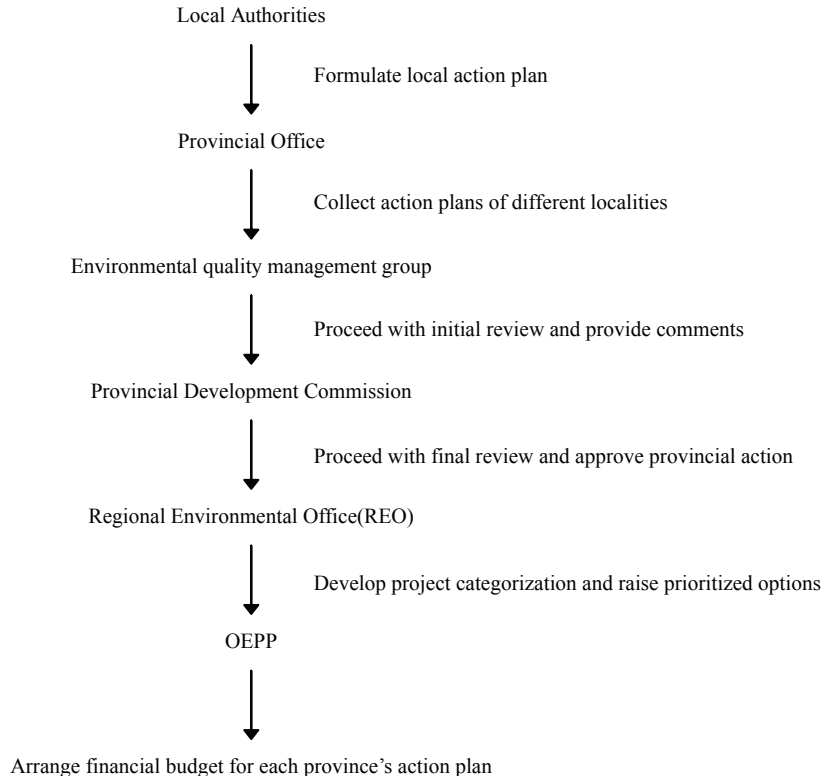 Local Authorities
Formulate local action plan
Provincial Office
Collect action plans of different localities
Environmental quality management group
Proceed with initial review and provide comments
Provincial Development Commission
Proceed with final review and approve provincial action
Regional Environmental Office(REO)
Develop project categorization and raise prioritized options
OEPP
Arrange financial budget for each province’s action plan